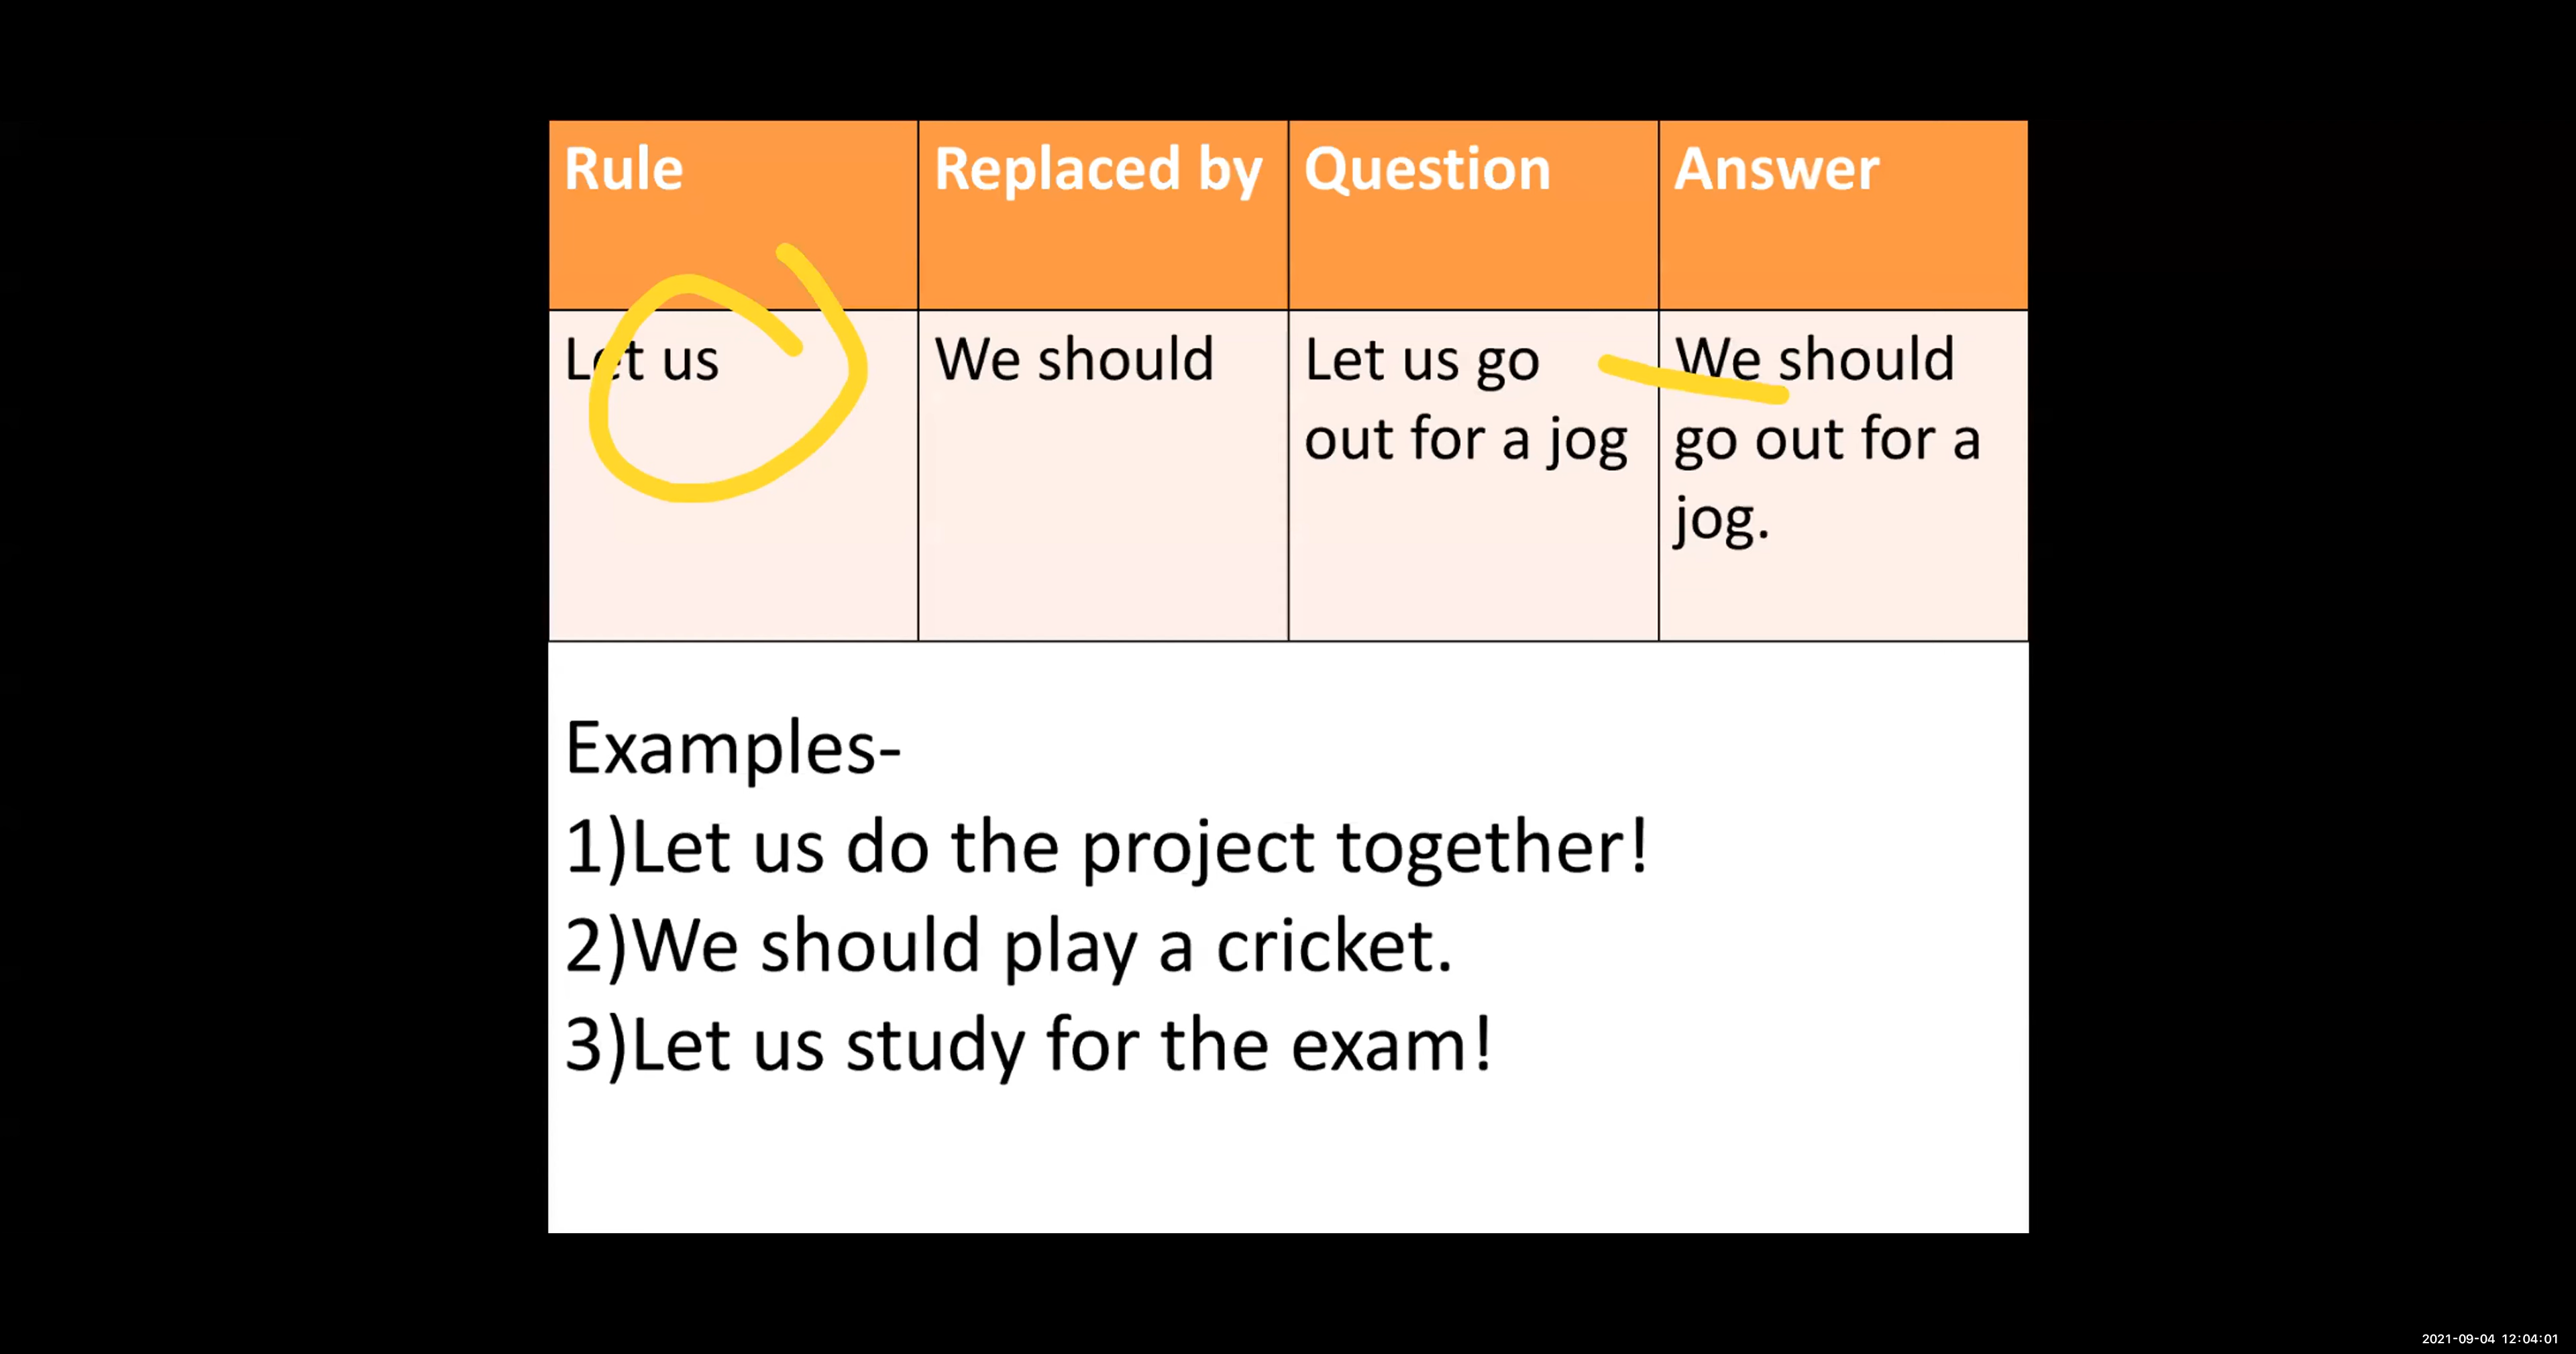 Rule
Replaced by
Question
Answer
Let us
We should
Let us go
out for a jog
We should
go out for a
jog.
Examples-
1)Let us do the project together!
2)We should play a cricket.
3)Let us study for the exam!
2021-09-04 12:04:01